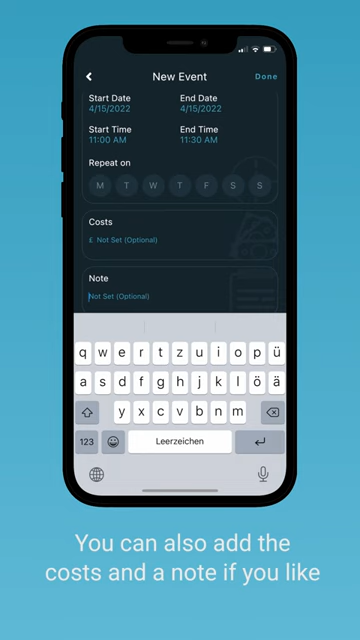 New Event
Done
Start Date
End Date
4/15/2022
4/15/2022
Start Time
End Time
11:00 AM
11:30 AM
Repeat on
M T W T F S S
Costs
£ Not Set (Optional)
Note
Not Set (Optional)
q w e r t z u i o p ü
a s d f g h j k l ö ä
y x c v b n m
123
Leerzeichen
You can also add the
costs and a note if you like